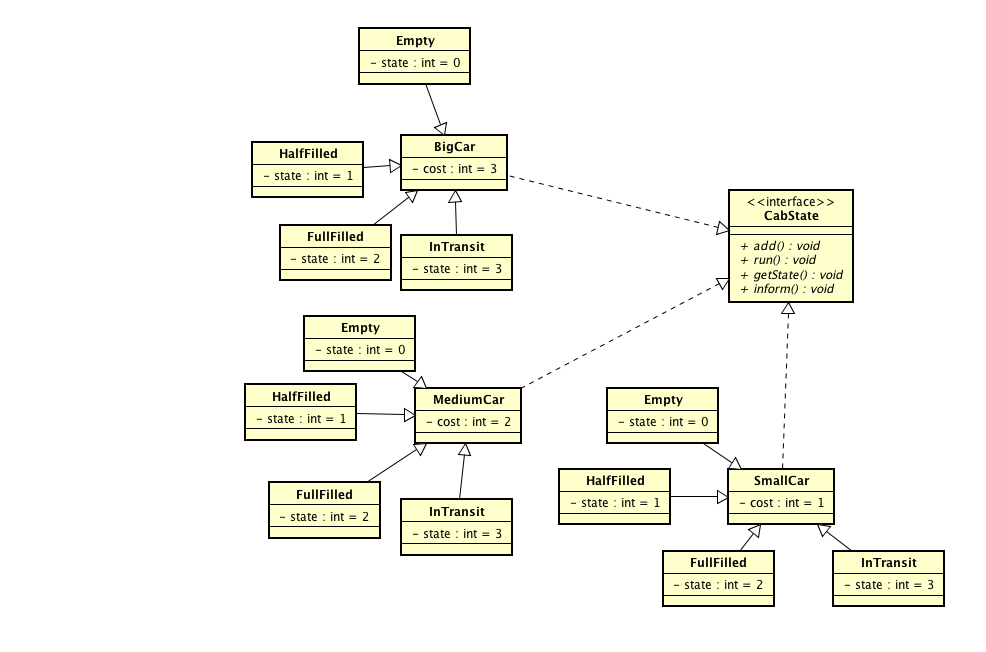 Empty
- state : int = 0
BigCar
- cost : int = 3
HalfFilled
- state : int = 1
FullFilled
- state : int = 2
InTransit
- state : int = 3
<<interface>>
CabState
+ add() : void
+ run() : void
+ getState() : void
+ inform() : void
Empty
- state : int = 0
HalfFilled
- state : int = 1
MediumCar
- cost : int = 2
FullFilled
- state : int = 2
InTransit
- state : int = 3
Empty
- state : int = 0
HalfFilled
- state : int = 1
SmallCar
- cost : int = 1
FullFilled
- state : int = 2
InTransit
- state : int = 3